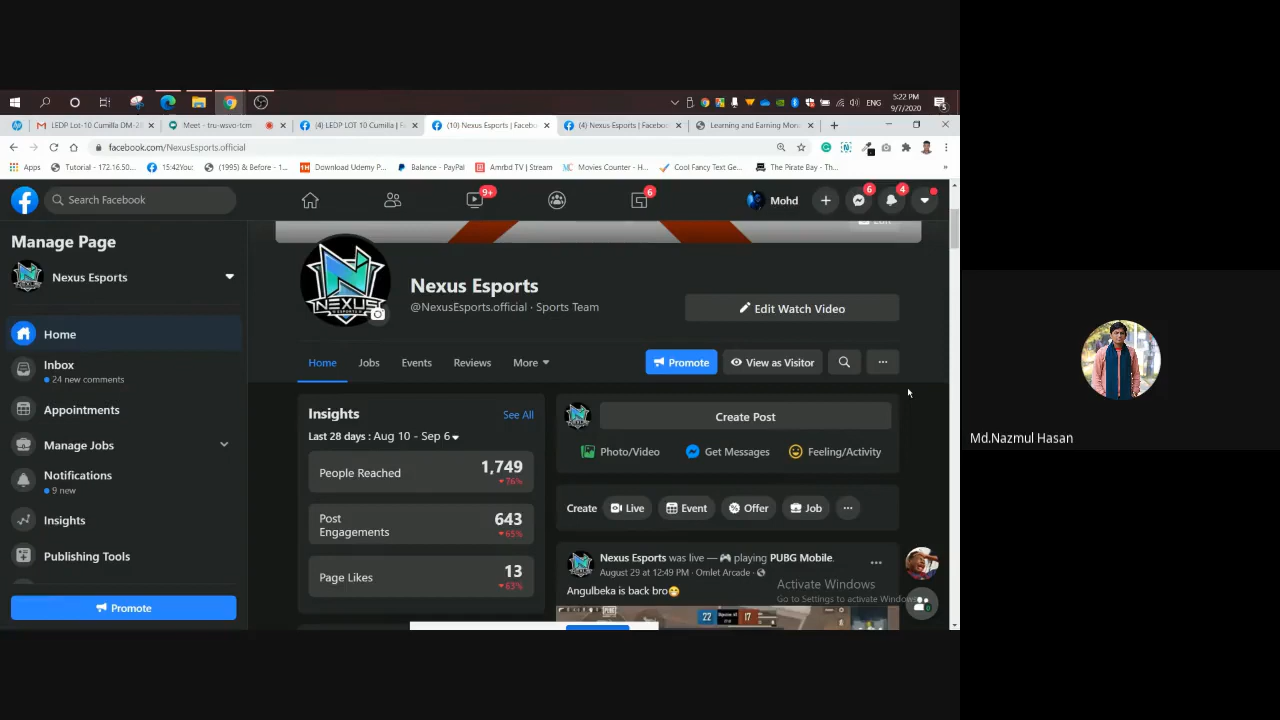 5:22 PM
ENG
9/7/2020
LEDP Lot-10 Cumilla DM-2
Meet - tru-wsvo-tcm
(4) LEDP LOT 10 Cumilla | F
(10) Nexus Esports | Facebo
(4) Nexus Esports | Facebo
Learning and Earning Mon
facebook.com/NexusEsports.official
Apps
Tutorial - 172.16.50...
15:42You:
(1995) & Before - 1...
Download Udemy P...
Balance - PayPal
Amrbd TV | Stream
Movies Counter - H...
Cool Fancy Text Ge...
The Pirate Bay - Th...
Search Facebook
9+
6
Mohd
6
4
Manage Page
Nexus Esports
Home
Inbox
24 new comments
Appointments
Manage Jobs
Notifications
9 new
Insights
Publishing Tools
Promote
Edit
NEXUS
ESPORTS
Nexus Esports
@NexusEsports.official · Sports Team
Edit Watch Video
Home
Jobs
Events
Reviews
More
Promote
View as Visitor
Insights
See All
Last 28 days : Aug 10 - Sep 6
People Reached
1,749
76%
Post
Engagements
643
65%
Page Likes
13
63%
Create Post
Photo/Video
Get Messages
Feeling/Activity
Create
Live
Event
Offer
Job
Nexus Esports was live — 🎮 playing PUBG Mobile.
August 29 at 12:49 PM · Omlet Arcade ·
Angulbeka is back bro😁
22
17
Activate Windows
Go to Settings to activate Windows
Md.Nazmul Hasan